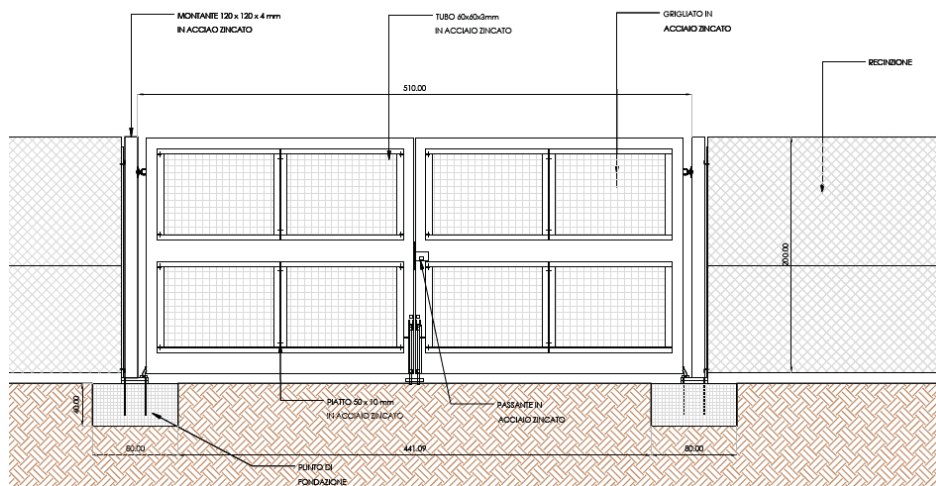 MONTANTE 120 x 120 x 4 mm
IN ACCIAO ZINCATO
TUBO 60x60x3mm
IN ACCIAIO ZINCATO
GRIGLIATO IN
ACCIAIO ZINCATO
RECINZIONE
510.00
200.00
40.00
PIATTO 50 x 10 mm
IN ACCIAIO ZINCATO
PASSANTE IN
ACCIAIO ZINCATO
80.00
441.09
80.00
PUNTO DI
FONDAZIONE